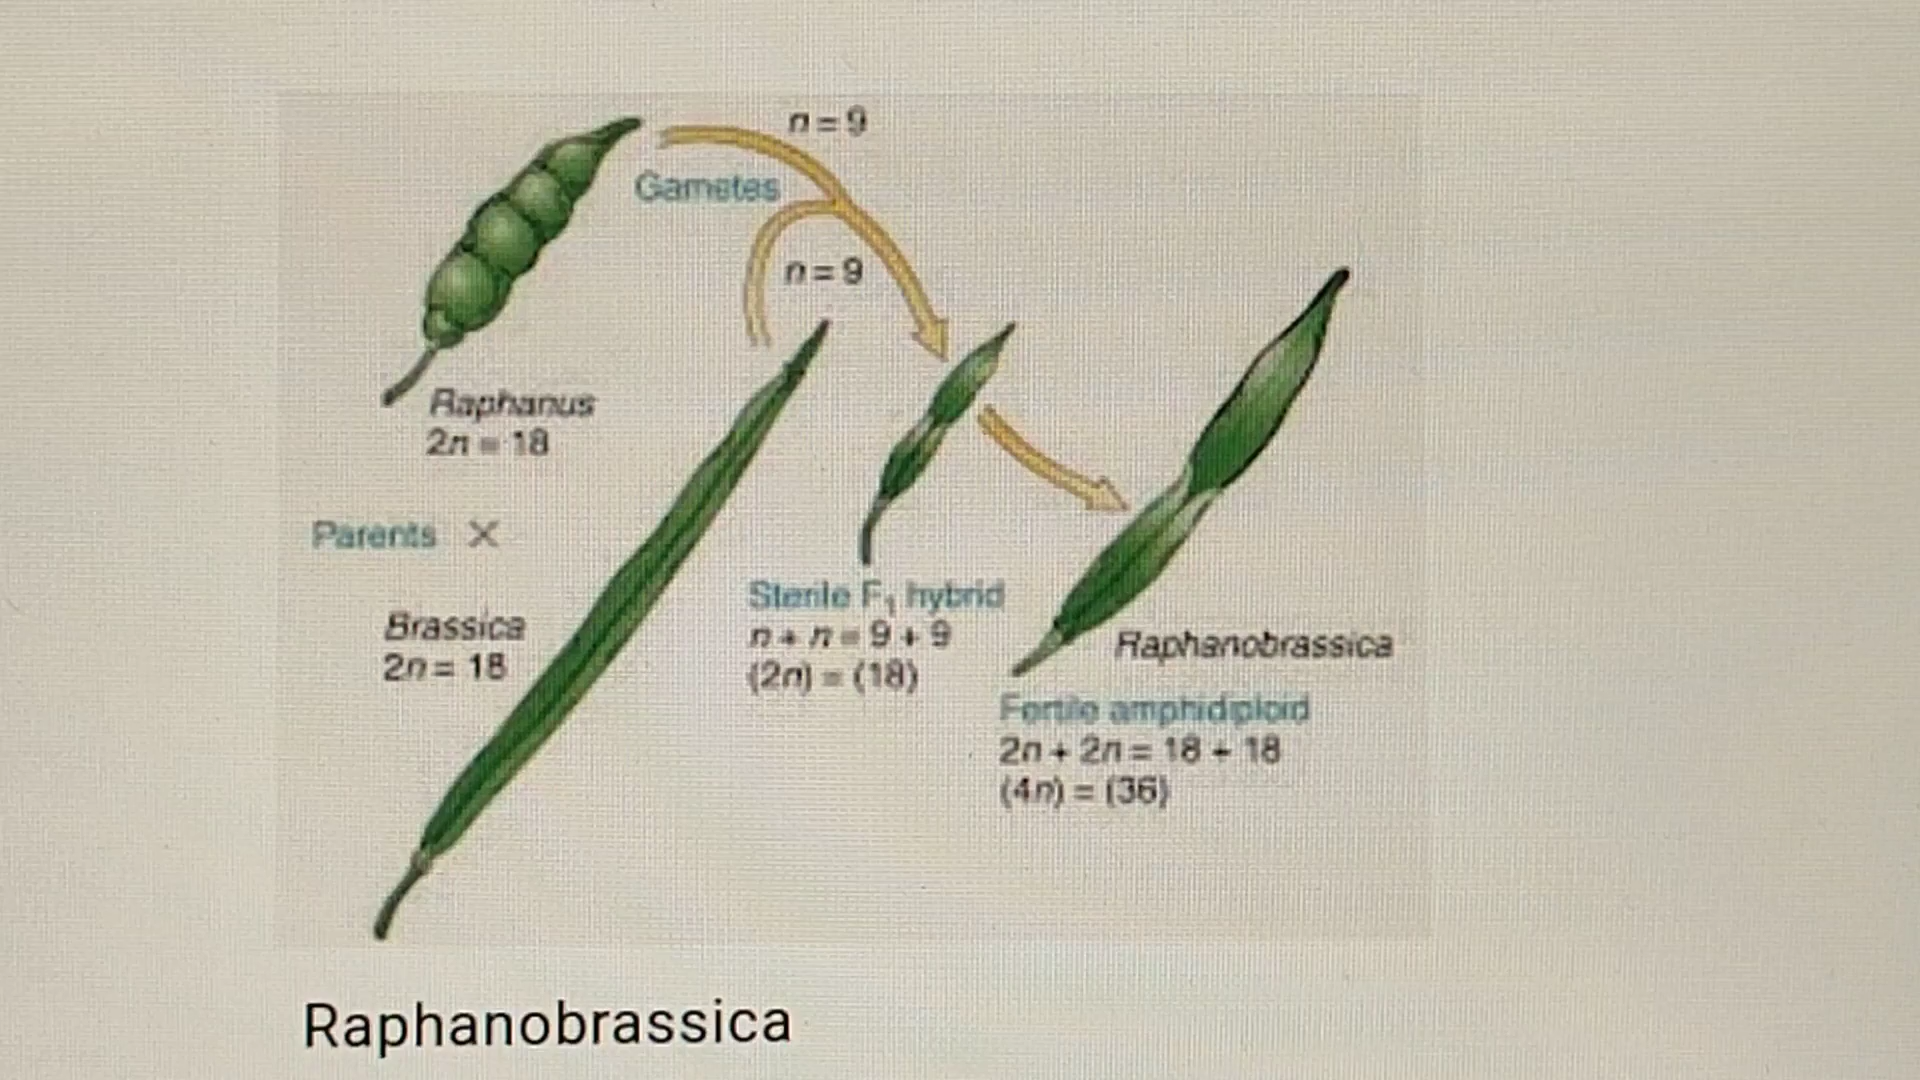 n = 9
Gametes
n = 9
Raphanus
2n = 18
Parents ×
Brassica
2n = 18
Sterile F₁ hybrid
n + n = 9 + 9
(2n) = (18)
Raphanobrassica
Fertile amphidiploid
2n + 2n = 18 + 18
(4n) = (36)
Raphanobrassica